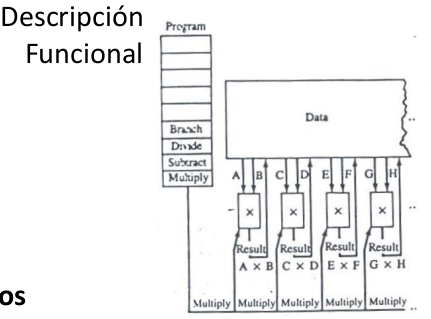 Descripción
Funcional
Program
Branch
Divide
Subtract
Multiply
Data
A B C D E F G H
× × × ×
Result Result Result Result
A × B C × D E × F G × H
Multiply Multiply Multiply Multiply Multiply
os